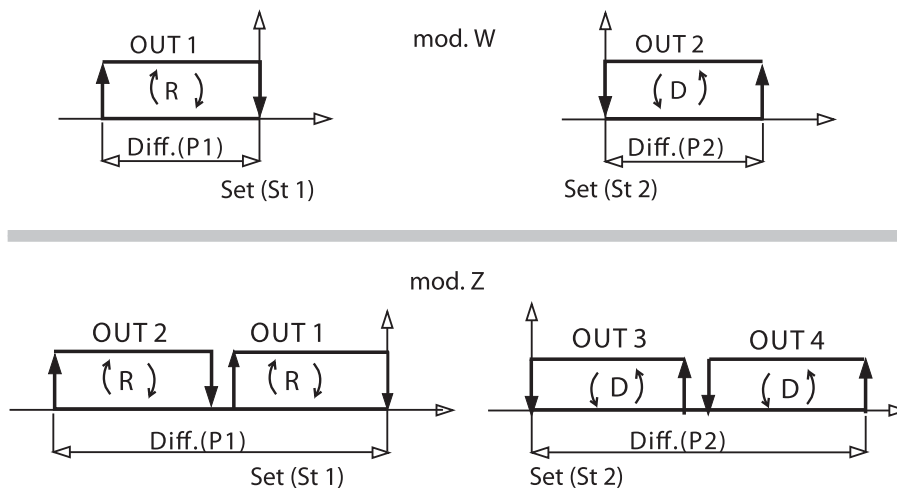 mod. W
OUT 1
R
Diff.(P1)
Set (St 1)
OUT 2
D
Diff.(P2)
Set (St 2)
mod. Z
OUT 2
OUT 1
R
R
Diff.(P1)
Set (St 1)
OUT 3
OUT 4
D
D
Diff.(P2)
Set (St 2)